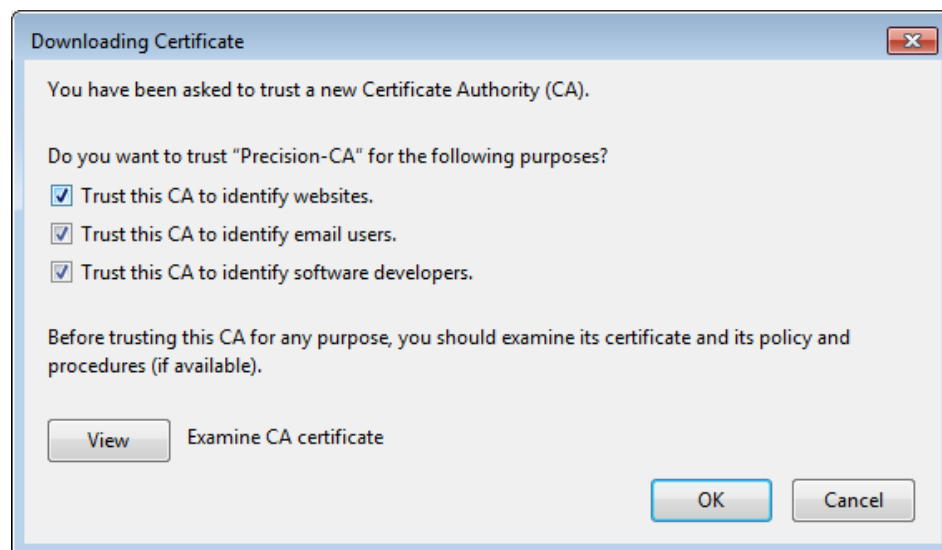 Downloading Certificate
You have been asked to trust a new Certificate Authority (CA).
Do you want to trust “Precision-CA” for the following purposes?
Trust this CA to identify websites.
Trust this CA to identify email users.
Trust this CA to identify software developers.
Before trusting this CA for any purpose, you should examine its certificate and its policy and
procedures (if available).
View Examine CA certificate
OK Cancel